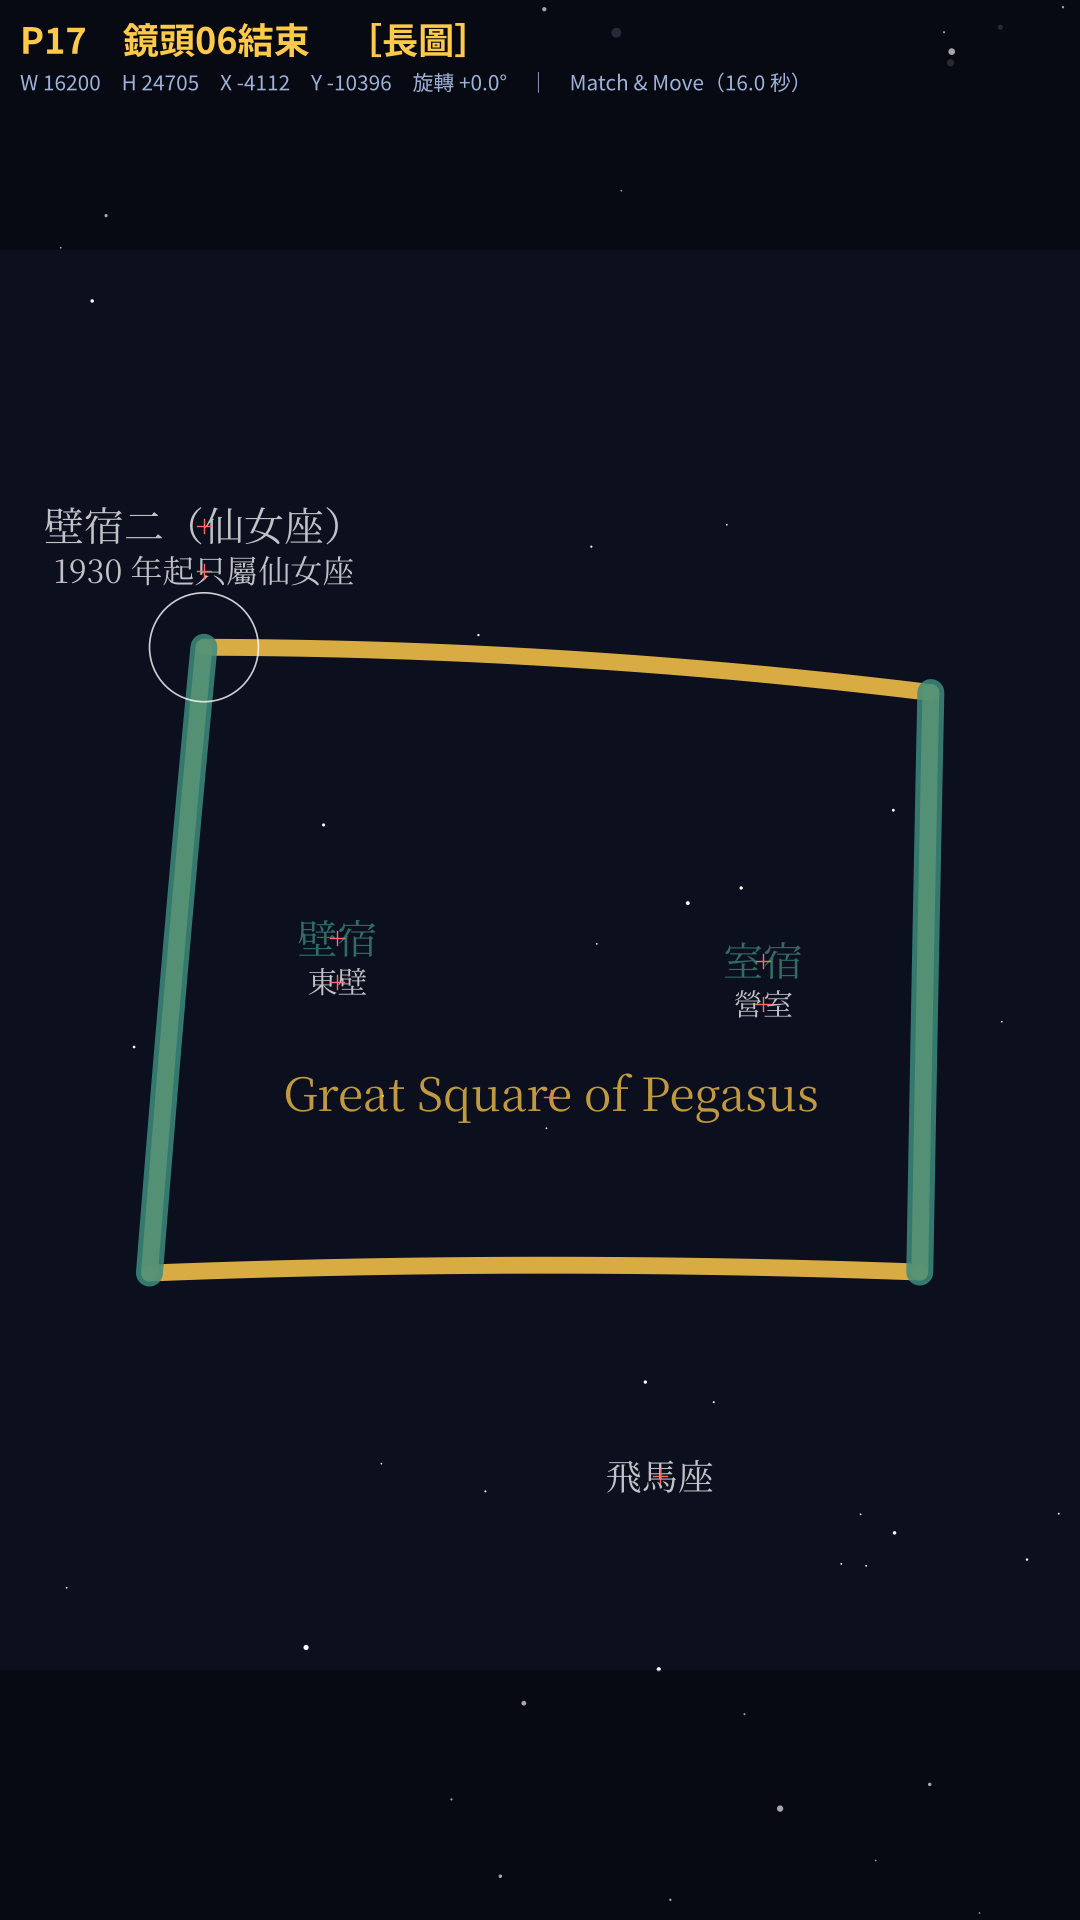 P17 鏡頭06結束 ［長圖］
W 16200 H 24705 X -4112 Y -10396 旋轉 +0.0° ｜ Match & Move（16.0 秒）
壁宿二（仙女座）
1930 年起只屬仙女座
壁宿
東壁
室宿
營室
Great Square of Pegasus
飛馬座